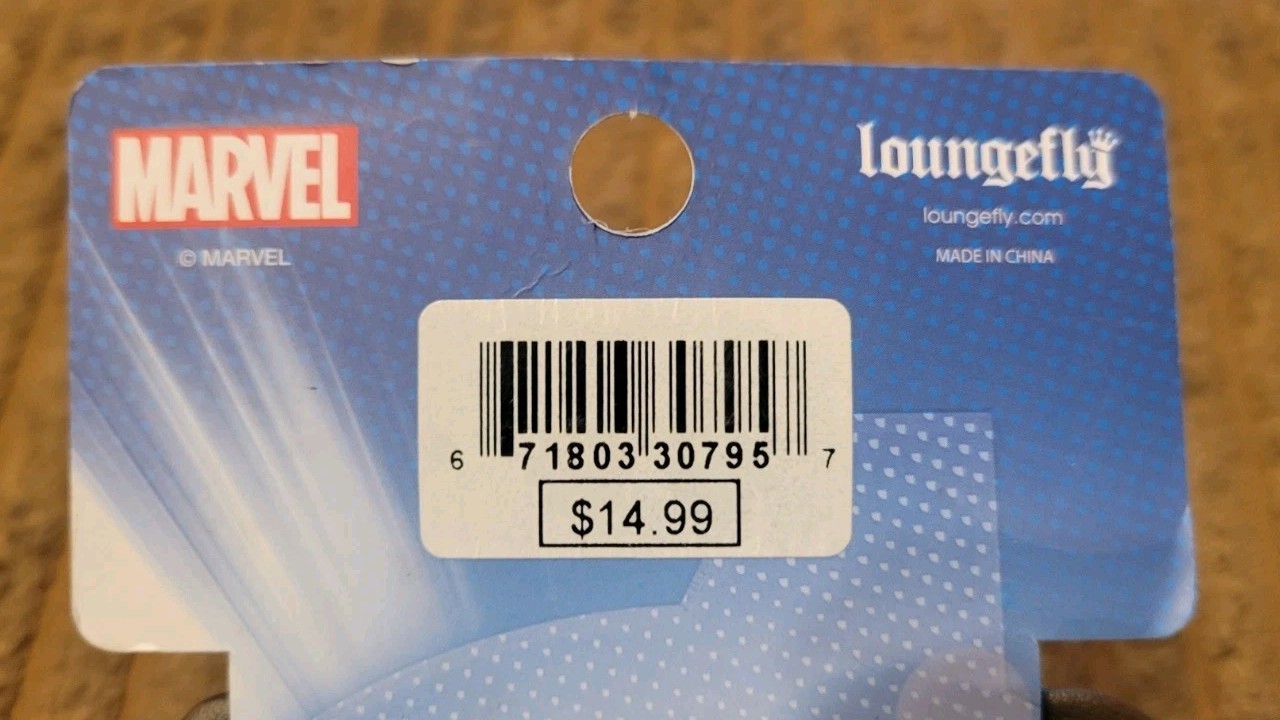 MARVEL
© MARVEL
loungefly
loungefly.com
MADE IN CHINA
6 71803 30795 7
$14.99